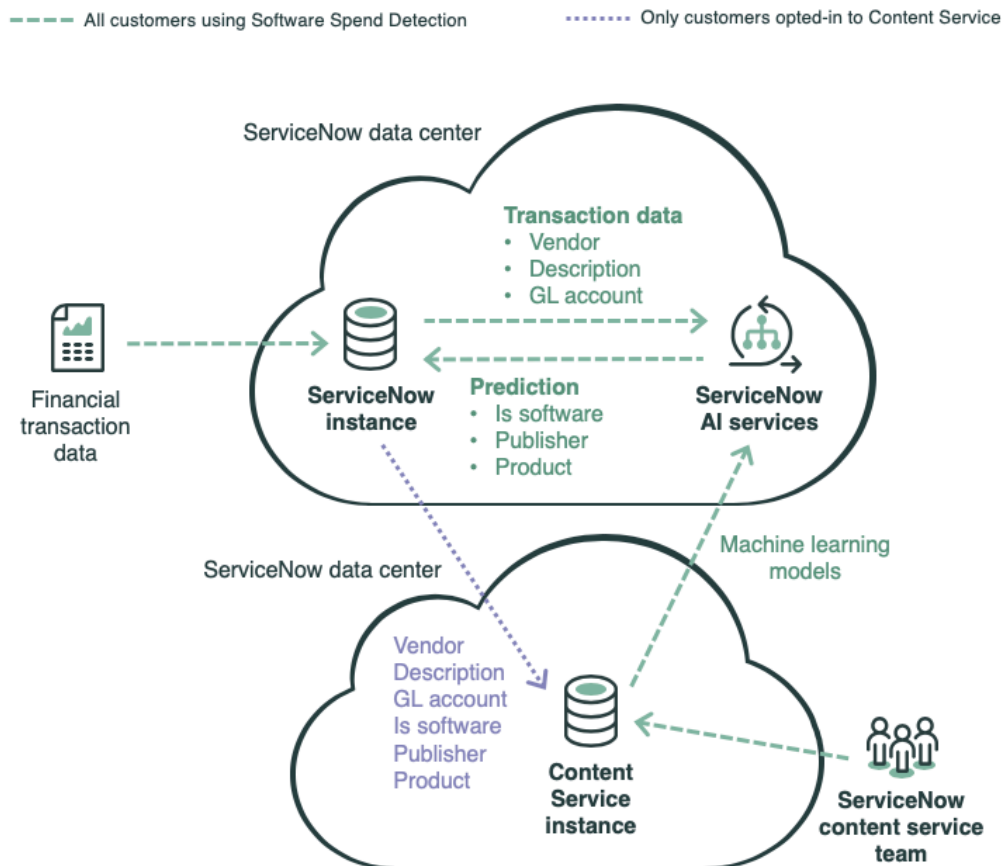 All customers using Software Spend Detection
Only customers opted-in to Content Service
ServiceNow data center
Transaction data
• Vendor
• Description
• GL account
Financial
transaction
data
ServiceNow
instance
Prediction
• Is software
• Publisher
• Product
ServiceNow
AI services
Machine learning
models
ServiceNow data center
Vendor
Description
GL account
Is software
Publisher
Product
Content
Service
instance
ServiceNow
content service
team